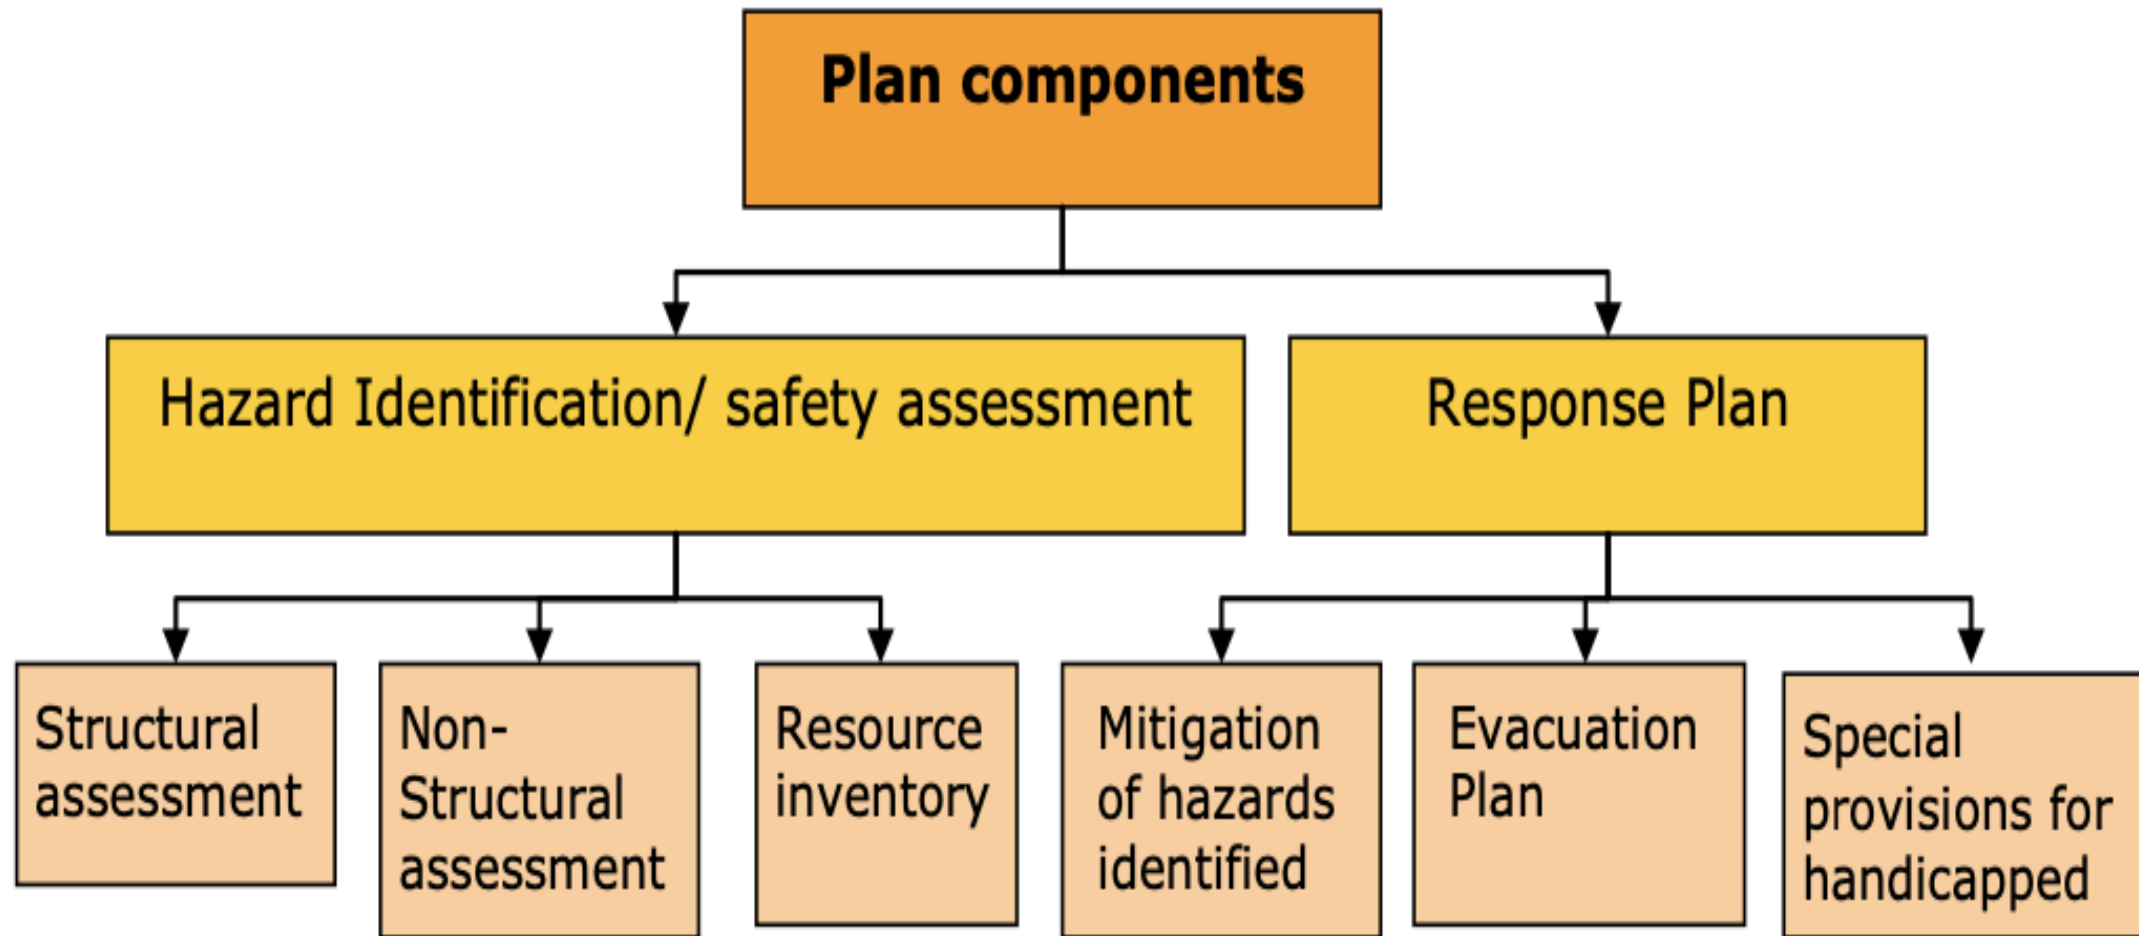 Plan components
Hazard Identification/ safety assessment
Response Plan
Structural
assessment
Non-
Structural
assessment
Resource
inventory
Mitigation
of hazards
identified
Evacuation
Plan
Special
provisions for
handicapped